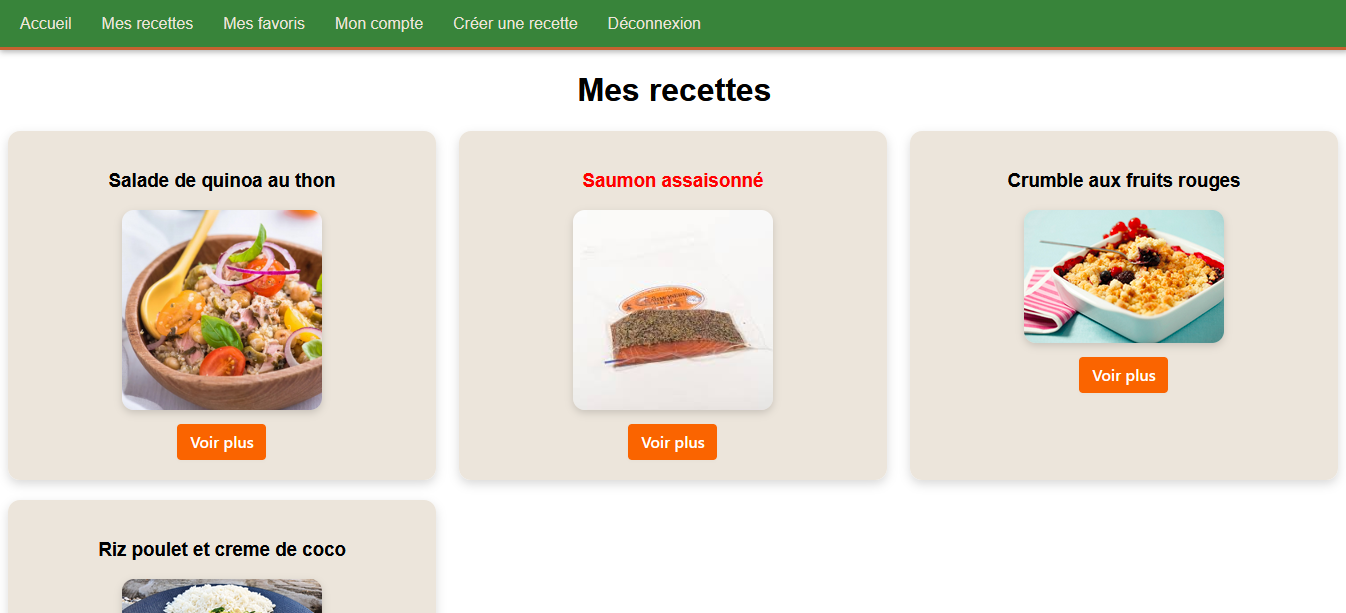 Accueil Mes recettes Mes favoris Mon compte Créer une recette Déconnexion
Mes recettes
Salade de quinoa au thon
Voir plus
Saumon assaisonné
Voir plus
Crumble aux fruits rouges
Voir plus
Riz poulet et creme de coco